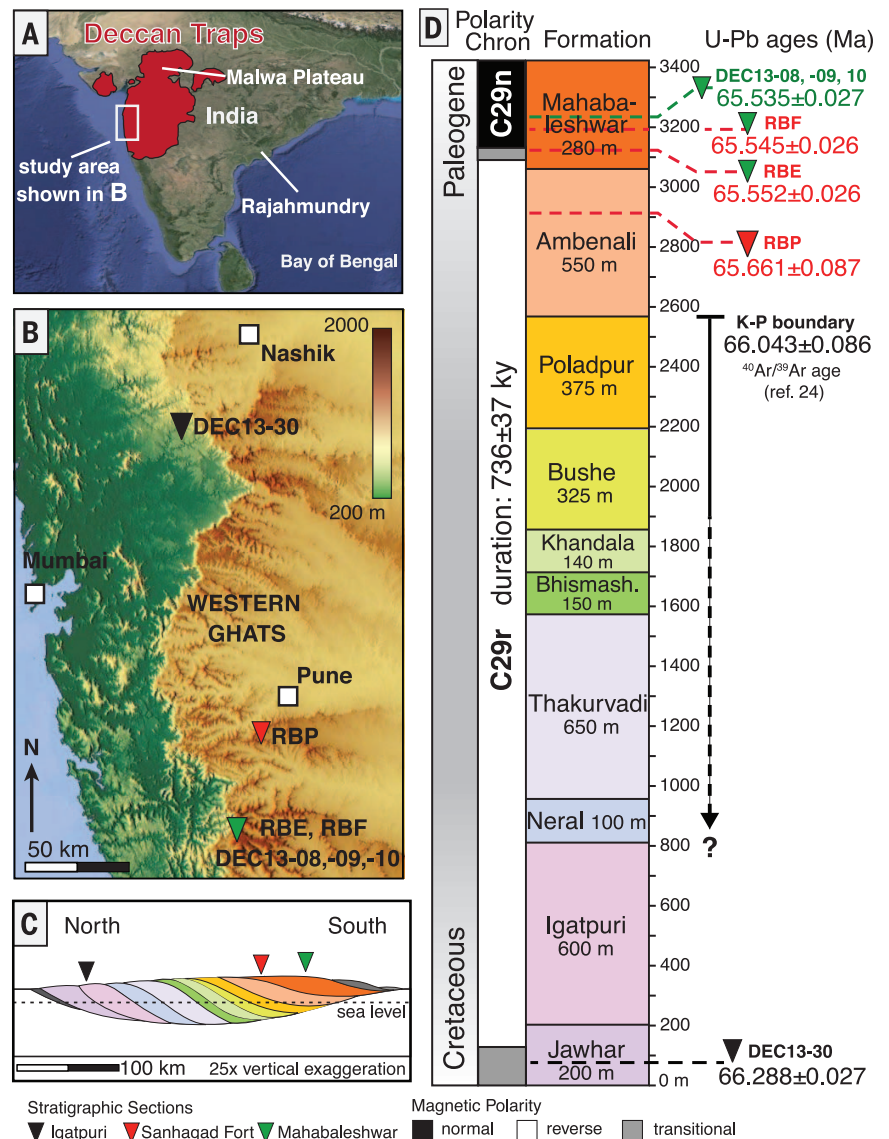 A
Deccan Traps
Malwa Plateau
India
study area
shown in B
Rajahmundry
Bay of Bengal
B
2000
Nashik
DEC13-30
200 m
Mumbai
WESTERN
GHATS
Pune
RBP
N
RBE, RBF
DEC13-08,-09,-10
50 km
C
North
South
sea level
100 km
25x vertical exaggeration
D
Polarity
Chron
Formation
U-Pb ages (Ma)
Paleogene
Cretaceous
C29n
C29r duration: 736±37 ky
Mahaba-
leshwar
280 m
Ambenali
550 m
Poladpur
375 m
Bushe
325 m
Khandala
140 m
Bhismash.
150 m
Thakurvadi
650 m
Neral 100 m
Igatpuri
600 m
Jawhar
200 m
3400
3200
3000
2800
2600
2400
2200
2000
1800
1600
1400
1200
1000
800
600
400
200
0 m
DEC13-08, -09, 10
65.535±0.027
RBF
65.545±0.026
RBE
65.552±0.026
RBP
65.661±0.087
K-P boundary
66.043±0.086
⁴⁰Ar/³⁹Ar age
(ref. 24)
?
DEC13-30
66.288±0.027
Stratigraphic Sections
Igatpuri
Sanhagad Fort
Mahabaleshwar
Magnetic Polarity
normal
reverse
transitional